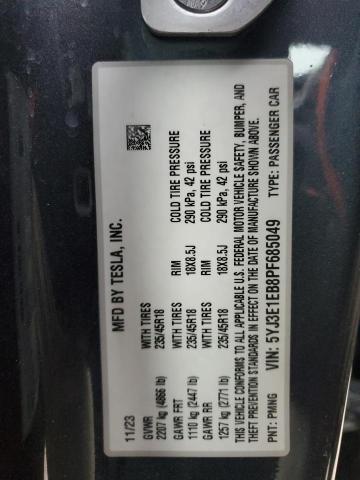 MFD BY TESLA, INC.
11/23
GVWR
2207 kg (4866 lb)
WITH TIRES
235/45R18
RIM
18X8.5J
COLD TIRE PRESSURE
290 kPa, 42 psi
GAWR FRT
1110 kg (2447 lb)
WITH TIRES
235/45R18
RIM
18X8.5J
COLD TIRE PRESSURE
290 kPa, 42 psi
GAWR RR
1257 kg (2771 lb)
THIS VEHICLE CONFORMS TO ALL APPLICABLE U.S. FEDERAL MOTOR VEHICLE SAFETY, BUMPER, AND
THEFT PREVENTION STANDARDS IN EFFECT ON THE DATE OF MANUFACTURE SHOWN ABOVE.
VIN: 5YJ3E1EB8PF685049
PNT: PMNG
TYPE: PASSENGER CAR